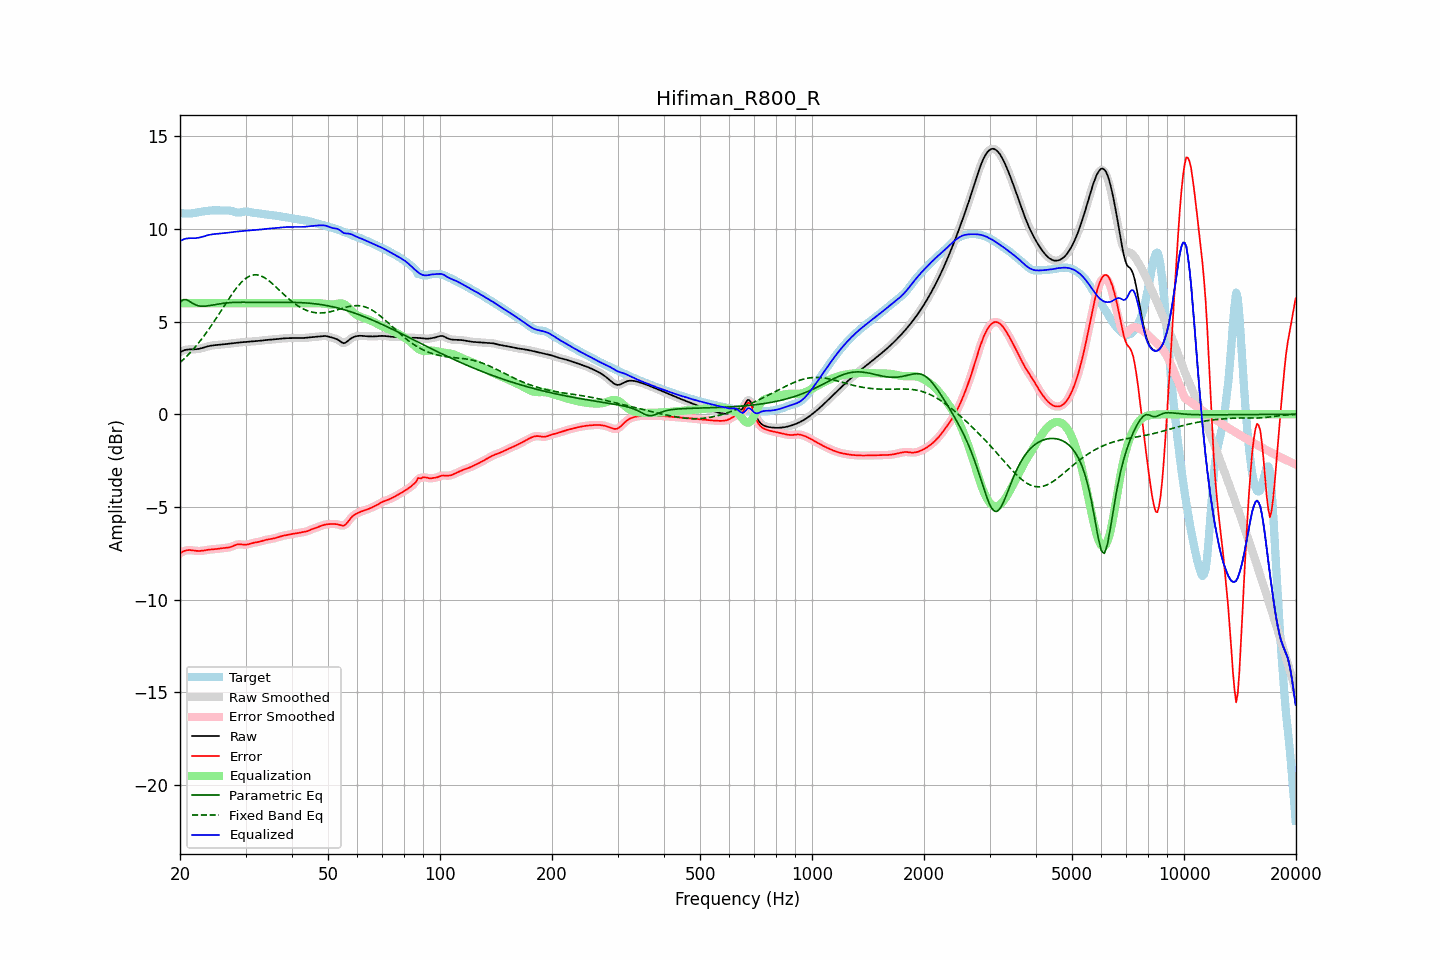 Hifiman_R800_R
Amplitude (dBr)
15
10
5
0
−5
−10
−15
−20
Target
Raw Smoothed
Error Smoothed
Raw
Error
Equalization
Parametric Eq
Fixed Band Eq
Equalized
20 50 100 200 500 1000 2000 5000 10000 20000
Frequency (Hz)